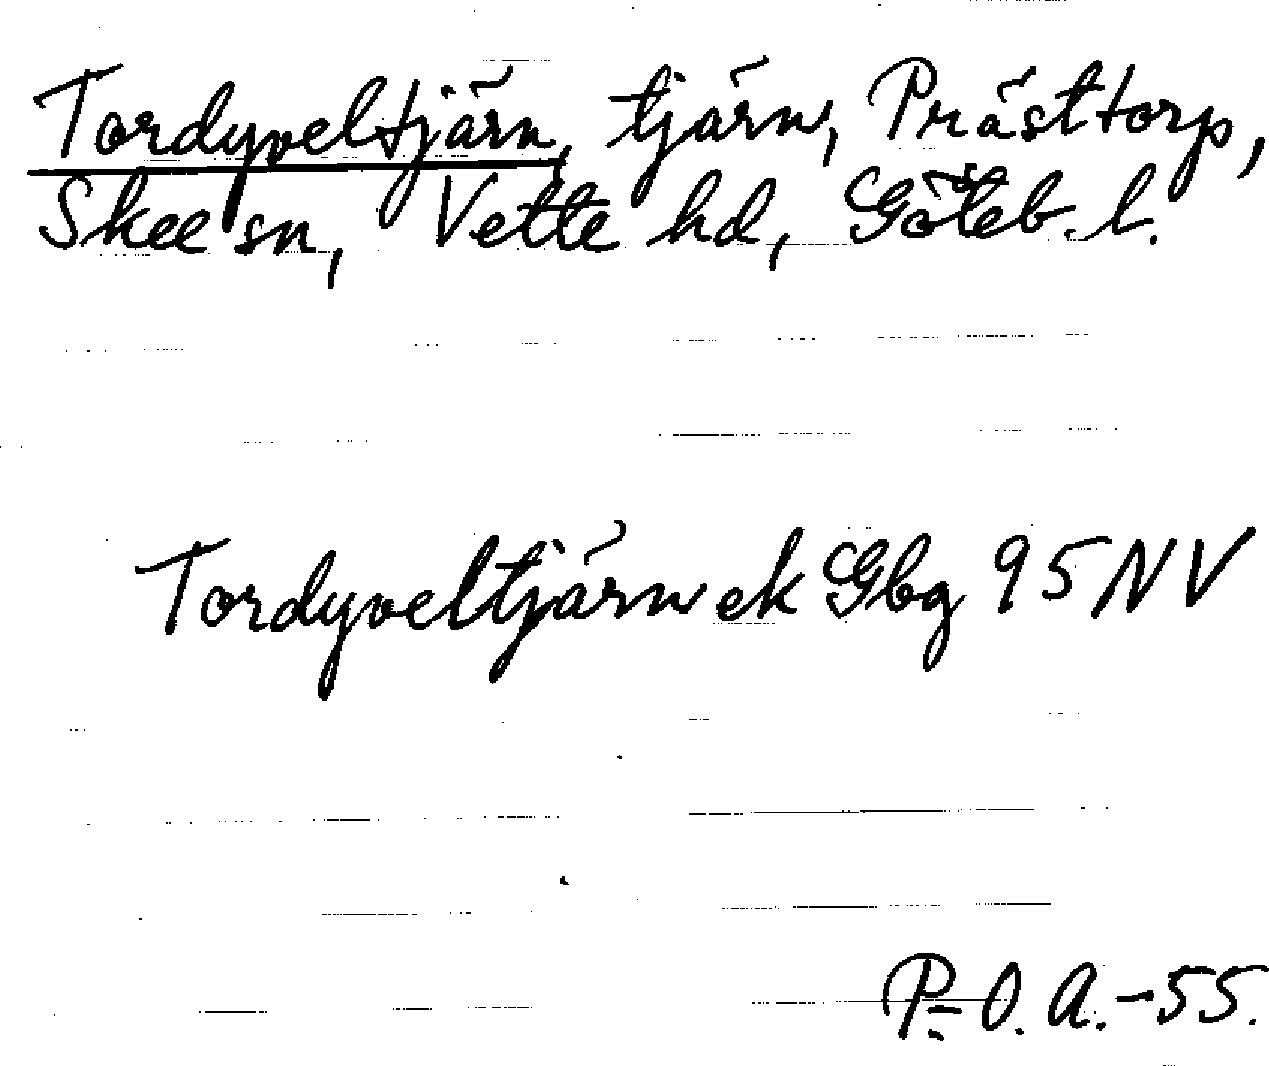 Tordyveltjärn, tjärn, Prästtorp,
Skee sn, Vette hd, Göteb. l.
Tordyveltjärn ek Gbg 95 NV
P-O. A. -55.